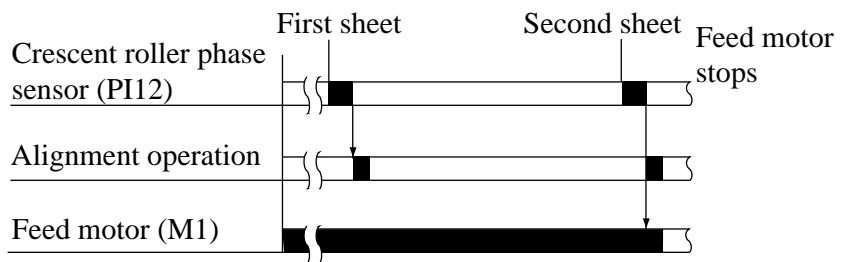 First sheet
Second sheet
Feed motor
stops
Crescent roller phase
sensor (PI12)
Alignment operation
Feed motor (M1)